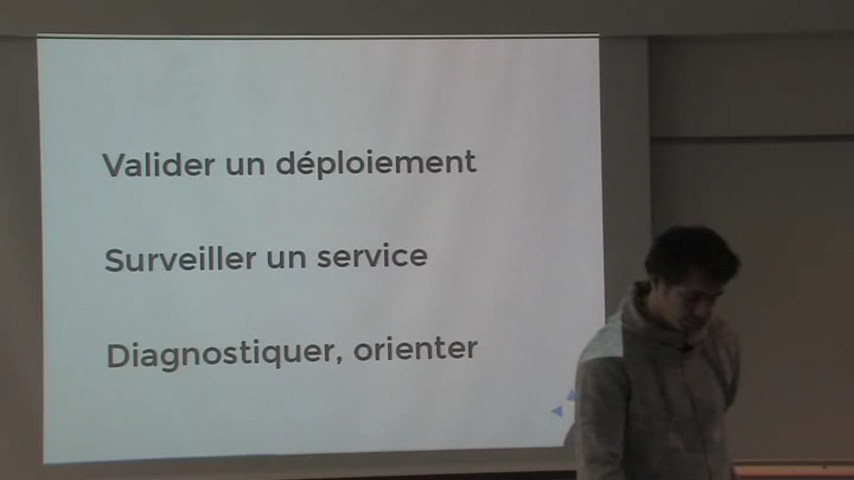 Valider un déploiement
Surveiller un service
Diagnostiquer, orienter